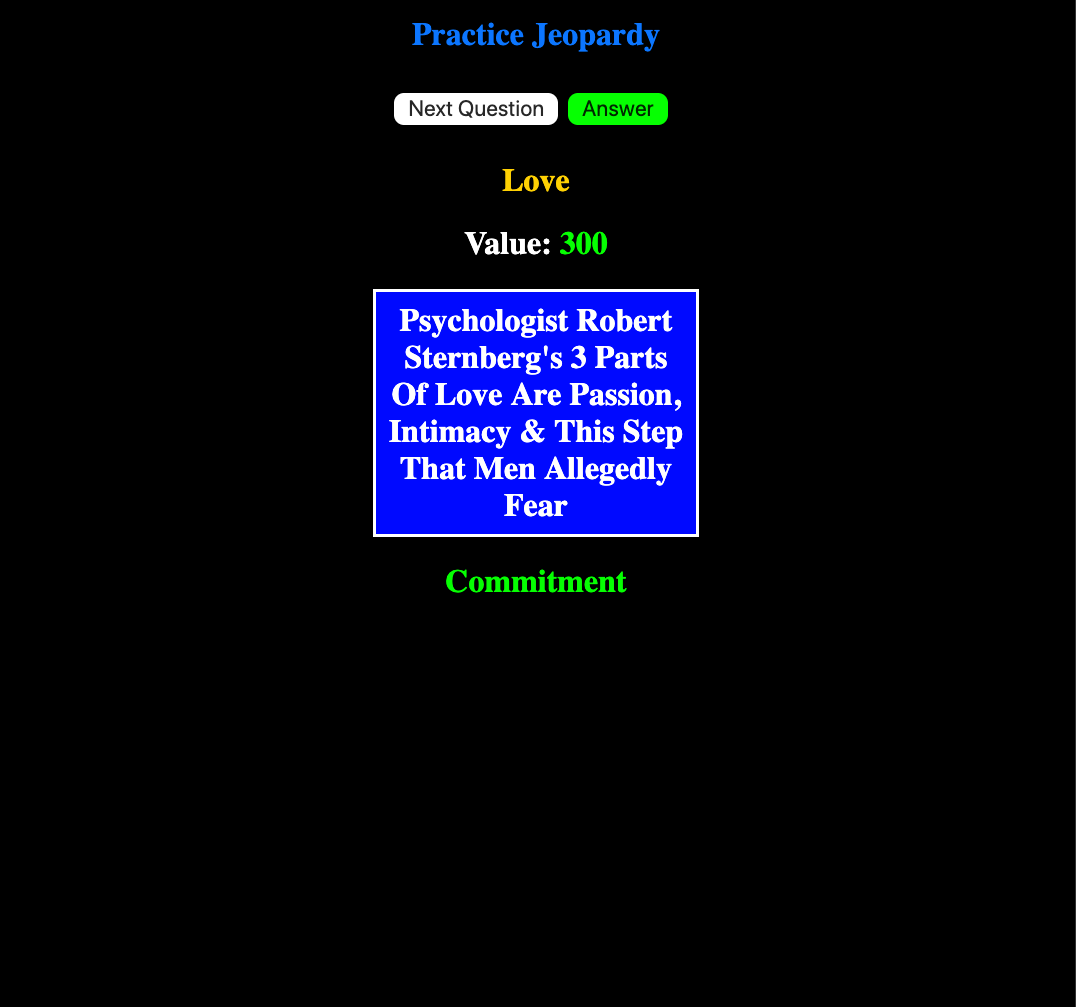 Practice Jeopardy
Next Question Answer
Love
Value: 300
Psychologist Robert
Sternberg's 3 Parts
Of Love Are Passion,
Intimacy & This Step
That Men Allegedly
Fear
Commitment